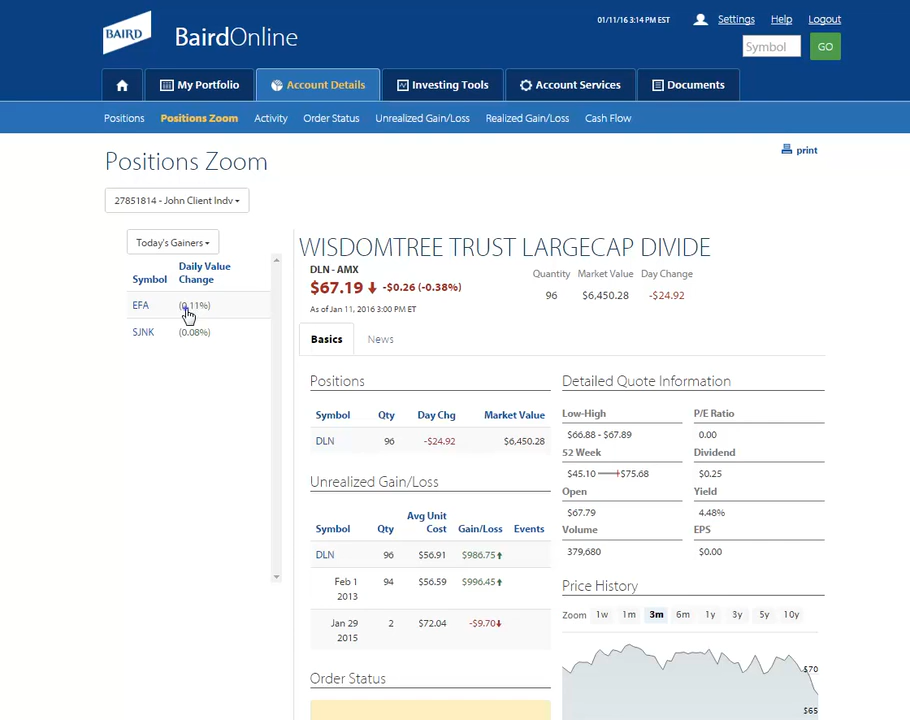 BAIRD
BairdOnline
01/11/16 3:14 PM EST
Settings
Help
Logout
Symbol
GO
My Portfolio
Account Details
Investing Tools
Account Services
Documents
Positions
Positions Zoom
Activity
Order Status
Unrealized Gain/Loss
Realized Gain/Loss
Cash Flow
Positions Zoom
print
27851814 - John Client Indv
Today's Gainers
Symbol
Daily Value
Change
EFA
(0.11%)
SJNK
(0.08%)
WISDOMTREE TRUST LARGECAP DIVIDE
DLN - AMX
$67.19 -$0.26 (-0.38%)
As of Jan 11, 2016 3:00 PM ET
Quantity Market Value Day Change
96 $6,450.28 -$24.92
Basics
News
Positions
Symbol Qty Day Chg Market Value
DLN 96 -$24.92 $6,450.28
Unrealized Gain/Loss
Symbol Qty Avg Unit Cost Gain/Loss Events
DLN 96 $56.91 $986.75
Feb 1 2013 94 $56.59 $996.45
Jan 29 2015 2 $72.04 -$9.70
Order Status
Detailed Quote Information
Low-High P/E Ratio
$66.88 - $67.89 0.00
52 Week Dividend
$45.10 $75.68 $0.25
Open Yield
$67.79 4.48%
Volume EPS
379,680 $0.00
Price History
Zoom 1w 1m 3m 6m 1y 3y 5y 10y
$70
$65